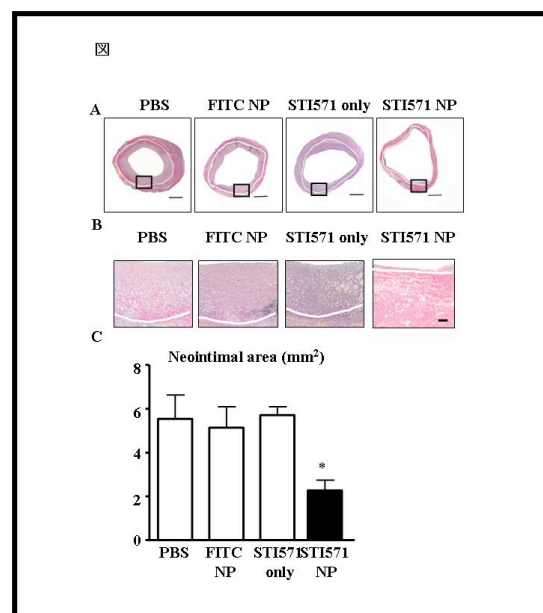 図
A
PBS FITC NP STI571 only STI571 NP
B
PBS FITC NP STI571 only STI571 NP
C
Neointimal area (mm²)
8
6
4
2
0
*
PBS FITC STI571 STI571
NP only NP